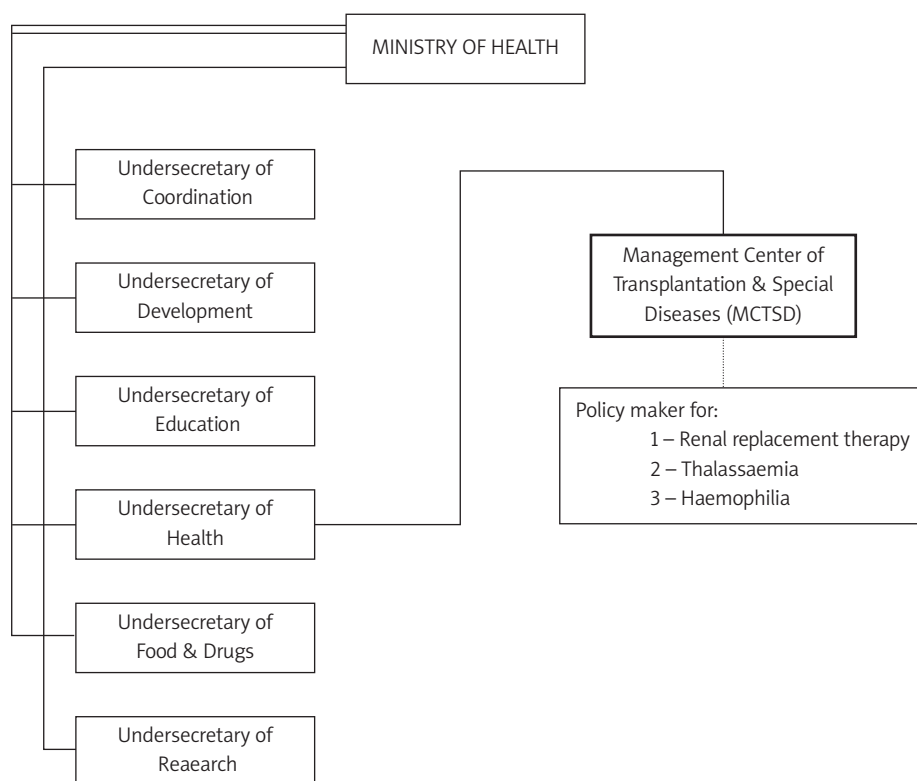 MINISTRY OF HEALTH
Undersecretary of
Coordination
Undersecretary of
Development
Undersecretary of
Education
Undersecretary of
Health
Undersecretary of
Food & Drugs
Undersecretary of
Reaearch
Management Center of
Transplantation & Special
Diseases (MCTSD)
Policy maker for:
1 – Renal replacement therapy
2 – Thalassaemia
3 – Haemophilia